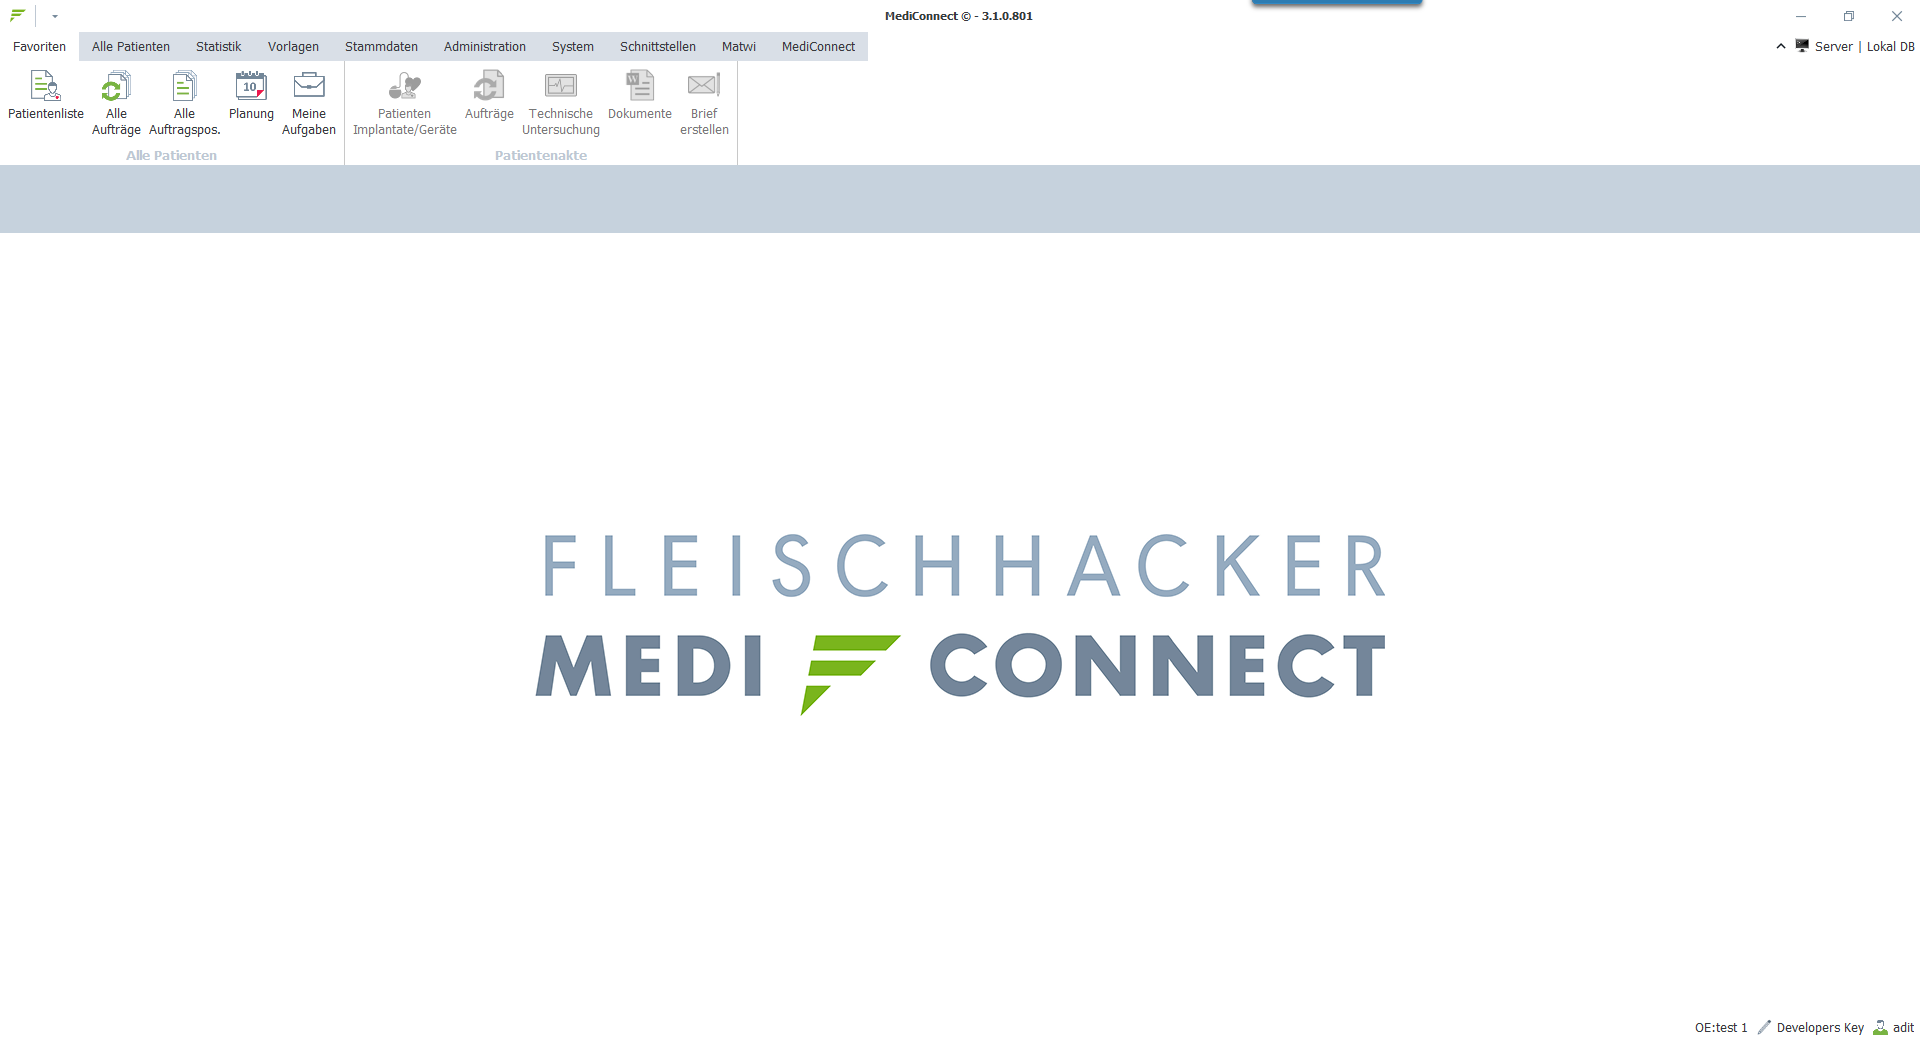 MediConnect © - 3.1.0.801
Favoriten Alle Patienten Statistik Vorlagen Stammdaten Administration System Schnittstellen Matwi MediConnect
Server | Lokal DB
Patientenliste
Alle
Aufträge
Alle
Auftragspos.
10
Planung
Meine
Aufgaben
Alle Patienten
Patienten
Implantate/Geräte
Aufträge
Technische
Untersuchung
W
Dokumente
Brief
erstellen
Patientenakte
FLEISCHHACKER
MEDI CONNECT
OE:test 1 Developers Key adit